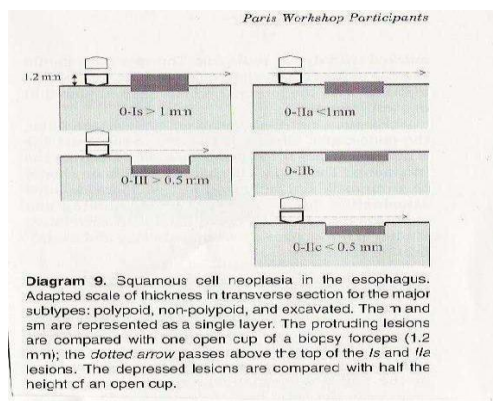 Paris Workshop Participants
1.2 mm
0-Is > 1 mm
0-IIa <1mm
0-III > 0.5 mm
0-IIb
0-IIc < 0.5 mm
Diagram 9. Squamous cell neoplasia in the esophagus.
Adapted scale of thickness in transverse section for the major
subtypes: polypoid, non-polypoid, and excavated. The m and
sm are represented as a single layer. The protruding lesions
are compared with one open cup of a biopsy forceps (1.2
mm); the dotted arrow passes above the top of the Is and IIa
lesions. The depressed lesions are compared with half the
height of an open cup.